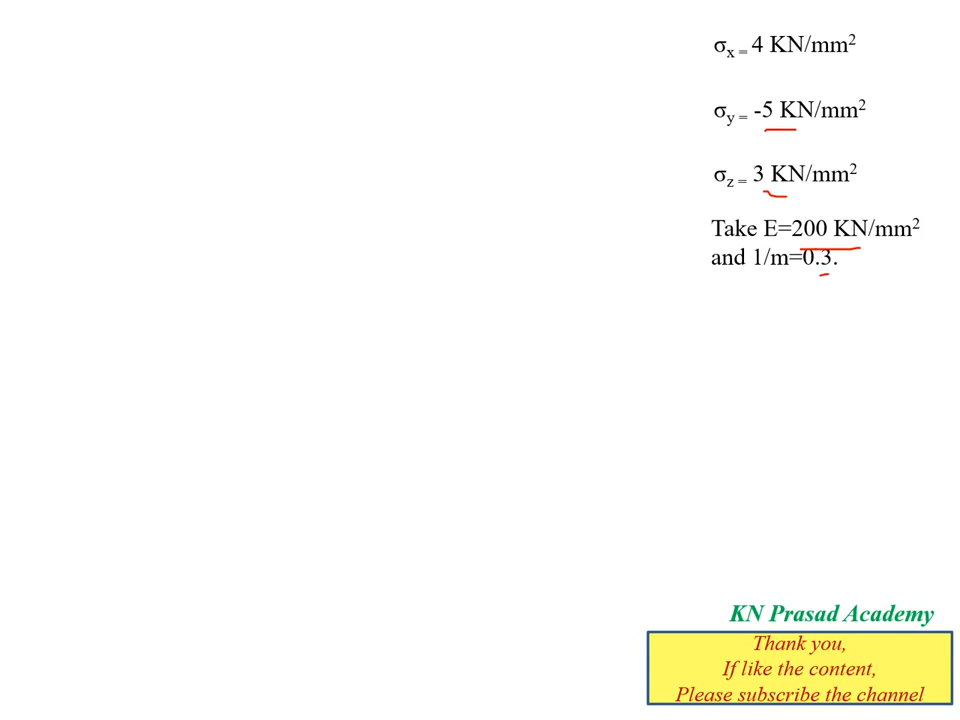 σx = 4 KN/mm²
σy = -5 KN/mm²
σz = 3 KN/mm²
Take E=200 KN/mm²
and 1/m=0.3.
KN Prasad Academy
Thank you,
If like the content,
Please subscribe the channel